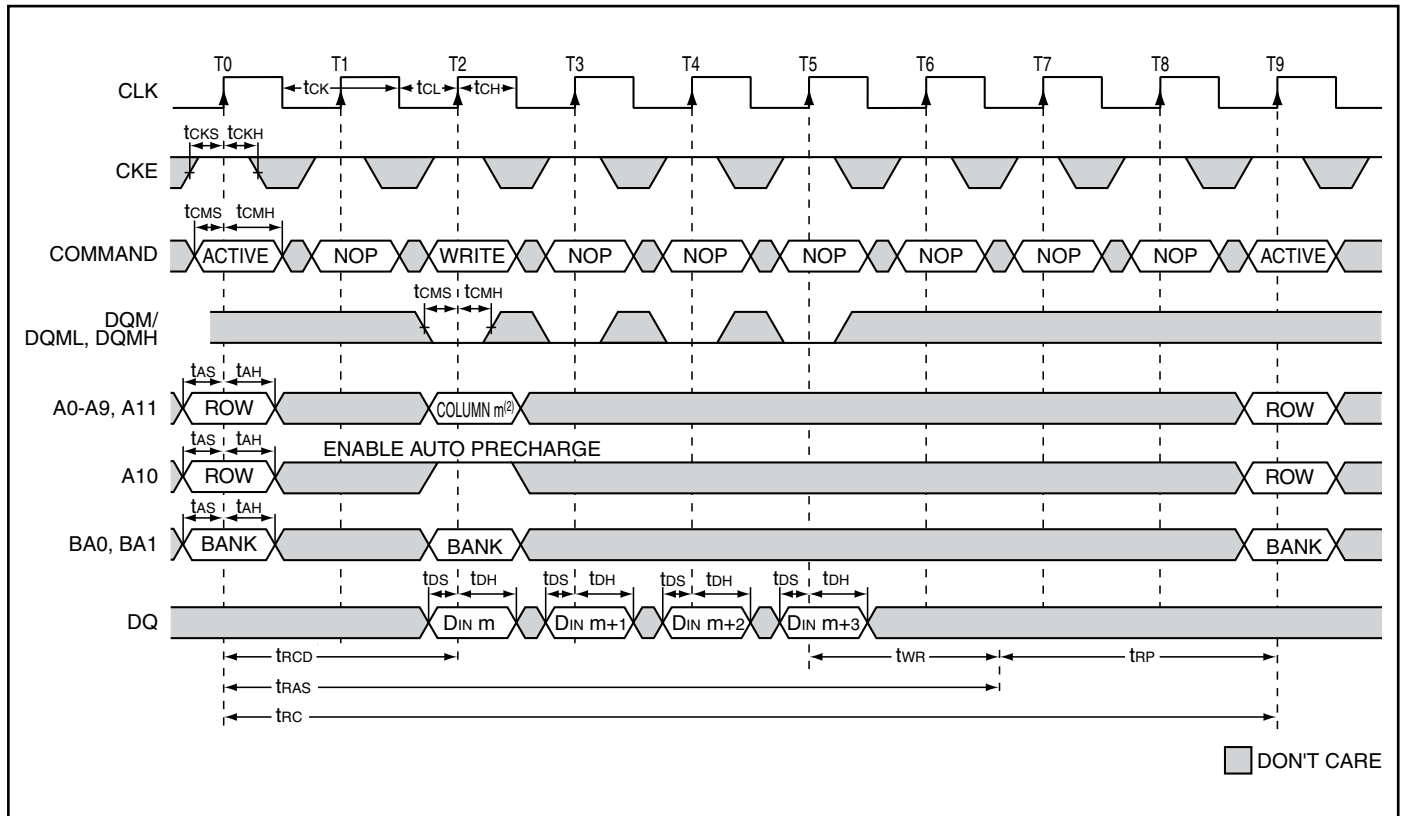 T0 T1 T2 T3 T4 T5 T6 T7 T8 T9
CLK tCK tCL tCH
tCKS tCKH
CKE
tCMS tCMH
COMMAND ACTIVE NOP WRITE NOP NOP NOP NOP NOP NOP ACTIVE
tCMS tCMH
DQM/
DQML, DQMH
tAS tAH
A0-A9, A11 ROW COLUMN m(2) ROW
tAS tAH ENABLE AUTO PRECHARGE
A10 ROW ROW
tAS tAH
BA0, BA1 BANK BANK BANK
tDS tDH tDS tDH tDS tDH tDS tDH
DQ DIN m DIN m+1 DIN m+2 DIN m+3
tRCD tWR tRP
tRAS
tRC
DON'T CARE